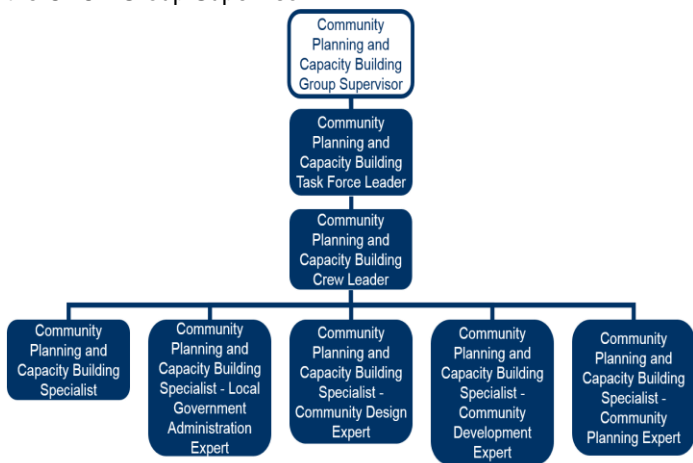 Community
Planning and
Capacity Building
Group Supervisor
Community
Planning and
Capacity Building
Task Force Leader
Community
Planning and
Capacity Building
Crew Leader
Community
Planning and
Capacity Building
Specialist
Community
Planning and
Capacity Building
Specialist - Local
Government
Administration
Expert
Community
Planning and
Capacity Building
Specialist -
Community Design
Expert
Community
Planning and
Capacity Building
Specialist -
Community
Development
Expert
Community
Planning and
Capacity Building
Specialist -
Community
Planning Expert